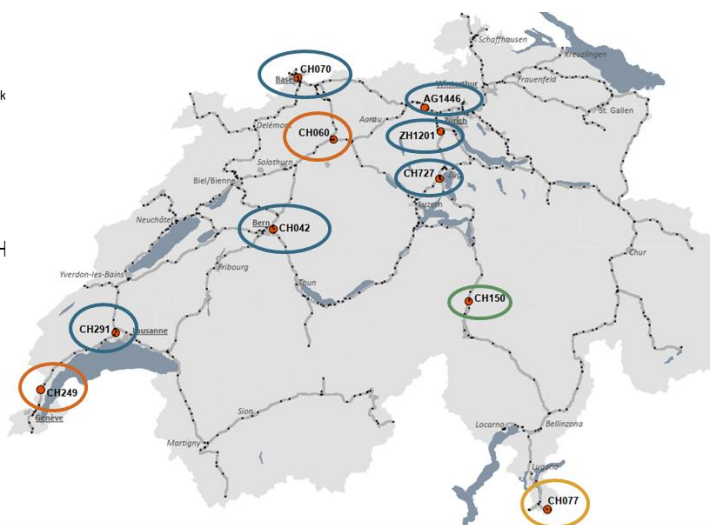 Schaffhausen
Kreuzlingen
CH070
Basel
k
Winterthur
Frauenfeld
AG1446
St. Gallen
Delémont
Aarau
CH060
ZH1201
Zürich
Solothurn
Biel/Bienne
CH727
Zug
Luzern
Neuchâtel
Bern
CH042
Chur
H
Fribourg
Yverdon-les-Bains
Thun
CH150
CH291
Lausanne
CH249
Genève
Sion
Martigny
Locarno
Bellinzona
Lugano
CH077